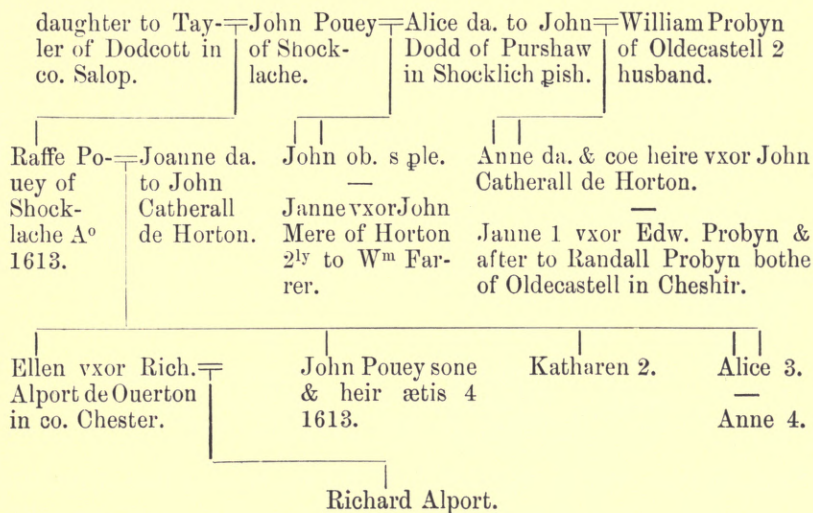 daughter to Tay-
ler of Dodcott in
co. Salop.
John Pouey
of Shock-
lache.
Alice da. to John
Dodd of Purshaw
in Shocklich ꝑish.
William Probyn
of Oldecastell 2
husband.
Raffe Po-
uey of
Shock-
lache Aº
1613.
Joanne da.
to John
Catherall
de Horton.
John ob. s ple.
—
Janne vxor John
Mere of Horton
2ly to Wm Far-
rer.
Anne da. & coe heire vxor John
Catherall de Horton.
—
Janne 1 vxor Edw. Probyn &
after to Randall Probyn bothe
of Oldecastell in Cheshir.
Ellen vxor Rich.
Alport de Ouerton
in co. Chester.
John Pouey sone
& heir ætis 4
1613.
Katharen 2.
Alice 3.
—
Anne 4.
Richard Alport.